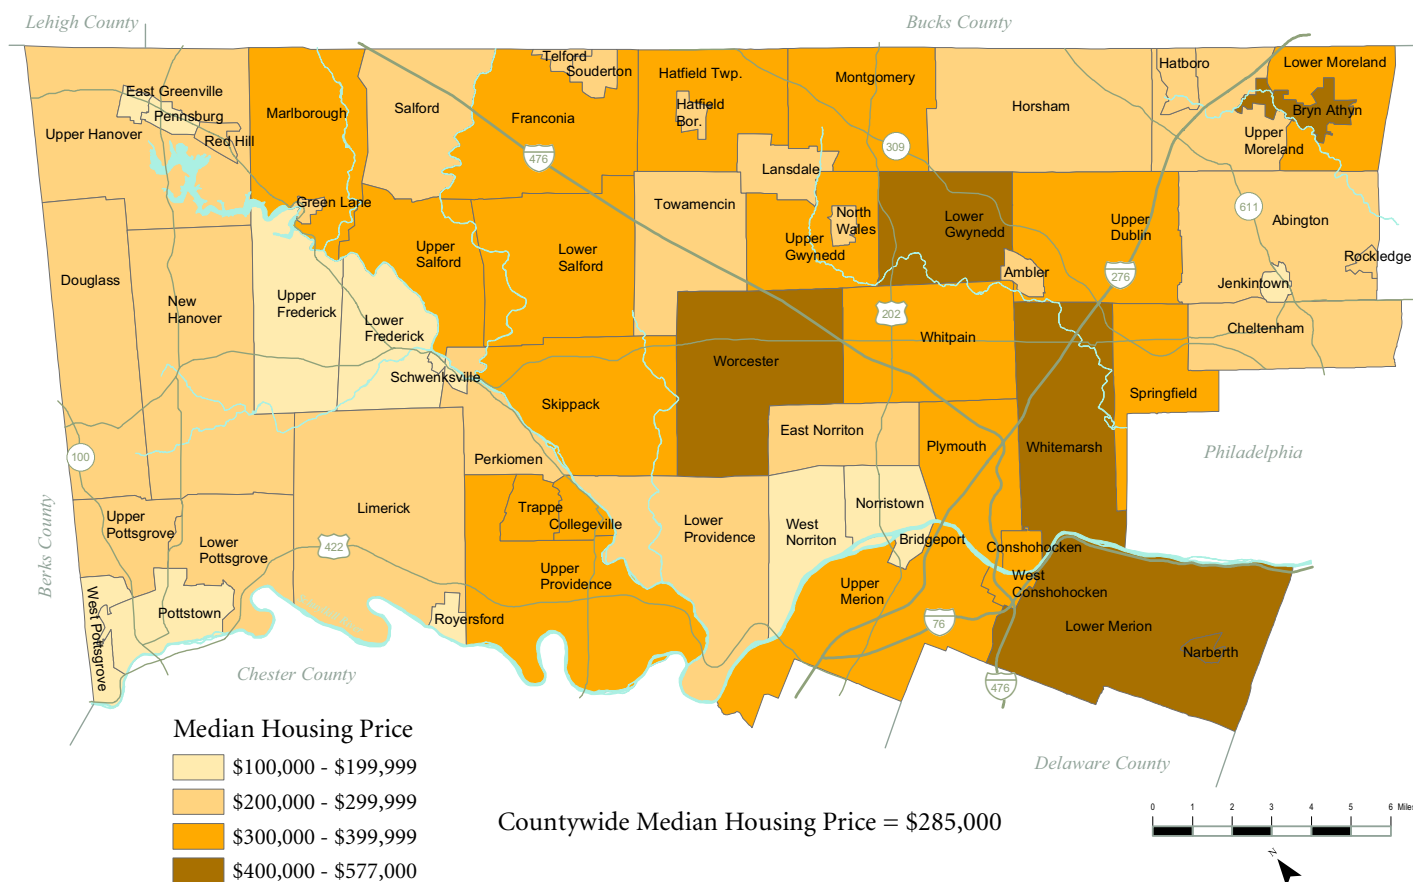 Lehigh County
Bucks County
Telford
Souderton
Hatfield Twp.
Montgomery
Hatboro
Lower Moreland
East Greenville
Pennsburg
Red Hill
Upper Hanover
Marlborough
Salford
Franconia
Hatfield
Bor.
Horsham
Bryn Athyn
Upper
Moreland
476
309
Lansdale
Green Lane
Towamencin
North
Wales
Upper
Gwynedd
Lower
Gwynedd
Upper
Dublin
611
Abington
Rockledge
Douglass
New
Hanover
Upper
Frederick
Lower
Frederick
Upper
Salford
Lower
Salford
Ambler
276
Jenkintown
202
Cheltenham
Whitpain
Worcester
Schwenksville
Skippack
Springfield
East Norriton
Plymouth
Whitemarsh
Philadelphia
100
Perkiomen
Berks County
Upper
Pottsgrove
Lower
Pottsgrove
Limerick
422
Trappe
Collegeville
Lower
Providence
West
Norriton
Norristown
Bridgeport
Conshohocken
West
Conshohocken
Upper
Providence
Upper
Merion
West Pottsgrove
Pottstown
Royersford
76
Lower Merion
Narberth
476
Chester County
Delaware County
Median Housing Price
$100,000 - $199,999
$200,000 - $299,999
$300,000 - $399,999
$400,000 - $577,000
Countywide Median Housing Price = $285,000
0 1 2 3 4 5 6 Miles
N